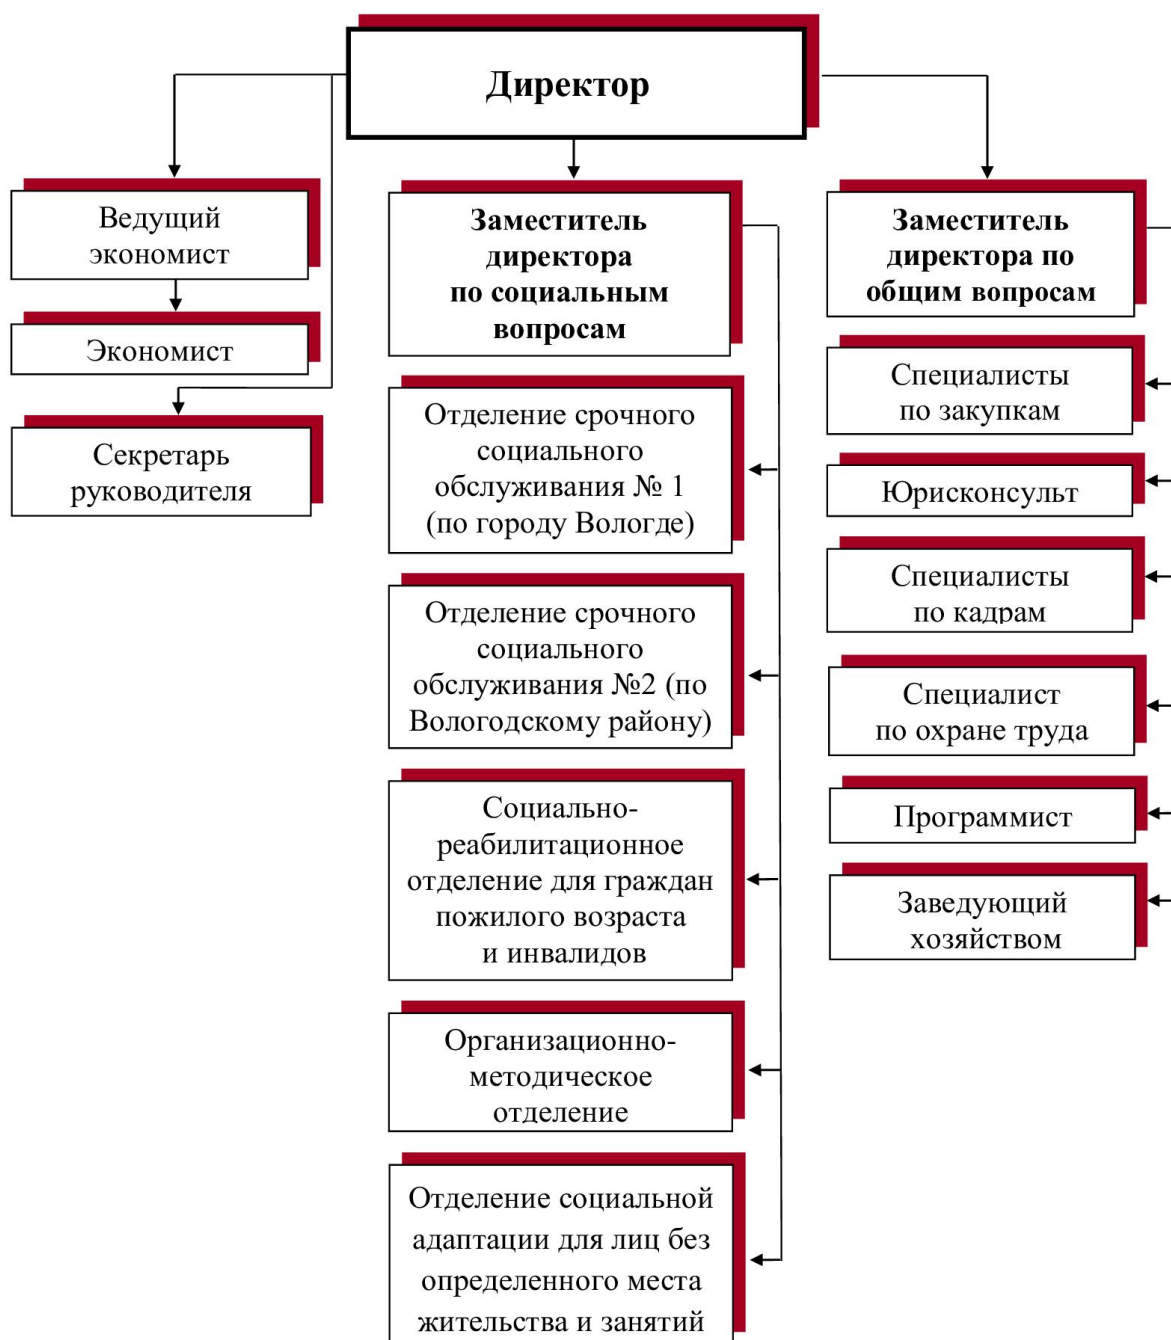 Директор
Ведущий
экономист
Экономист
Секретарь
руководителя
Заместитель
директора
по социальным
вопросам
Отделение срочного
социального
обслуживания № 1
(по городу Вологде)
Отделение срочного
социального
обслуживания №2 (по
Вологодскому району)
Социально-
реабилитационное
отделение для граждан
пожилого возраста
и инвалидов
Организационно-
методическое
отделение
Отделение социальной
адаптации для лиц без
определенного места
жительства и занятий
Заместитель
директора по
общим вопросам
Специалисты
по закупкам
Юрисконсульт
Специалисты
по кадрам
Специалист
по охране труда
Программист
Заведующий
хозяйством